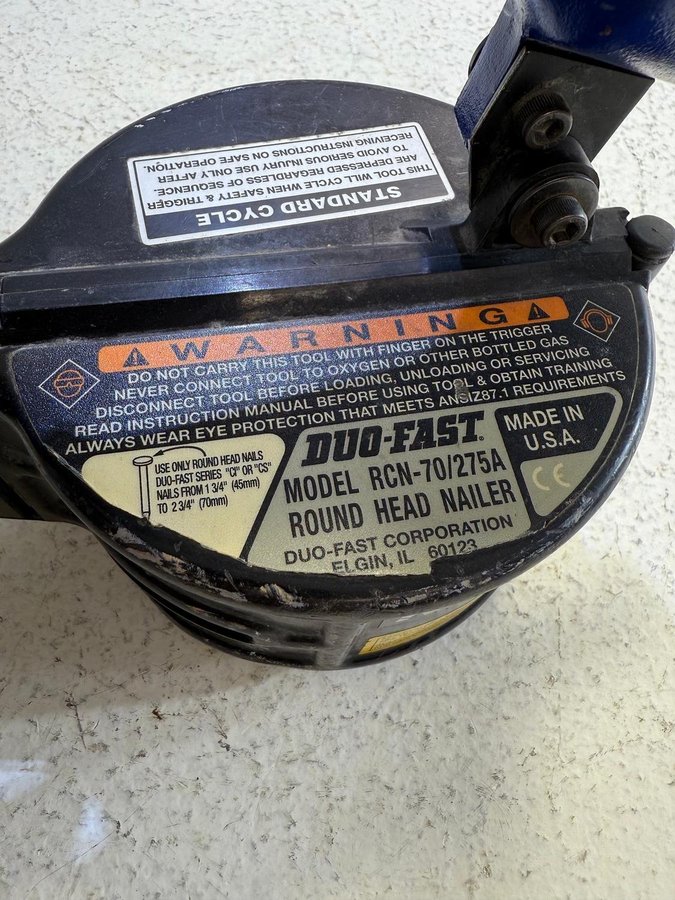 STANDARD CYCLE
THIS TOOL WILL CYCLE WHEN SAFETY & TRIGGER
ARE DEPRESSED REGARDLESS OF SEQUENCE.
TO AVOID SERIOUS INJURY USE ONLY AFTER
RECEIVING INSTRUCTIONS ON SAFE OPERATION.
WARNING
DO NOT CARRY THIS TOOL WITH FINGER ON THE TRIGGER
NEVER CONNECT TOOL TO OXYGEN OR OTHER BOTTLED GAS
DISCONNECT TOOL BEFORE LOADING, UNLOADING OR SERVICING
READ INSTRUCTION MANUAL BEFORE USING TOOL & OBTAIN TRAINING
ALWAYS WEAR EYE PROTECTION THAT MEETS ANSIZ87.1 REQUIREMENTS
USE ONLY ROUND HEAD NAILS
DUO-FAST SERIES "CI" OR "CS"
NAILS FROM 1 3/4" (45mm)
TO 2 3/4" (70mm)
DUO-FAST®
MODEL RCN-70/275A
ROUND HEAD NAILER
DUO-FAST CORPORATION
ELGIN, IL 60123
MADE IN
U.S.A.
CE